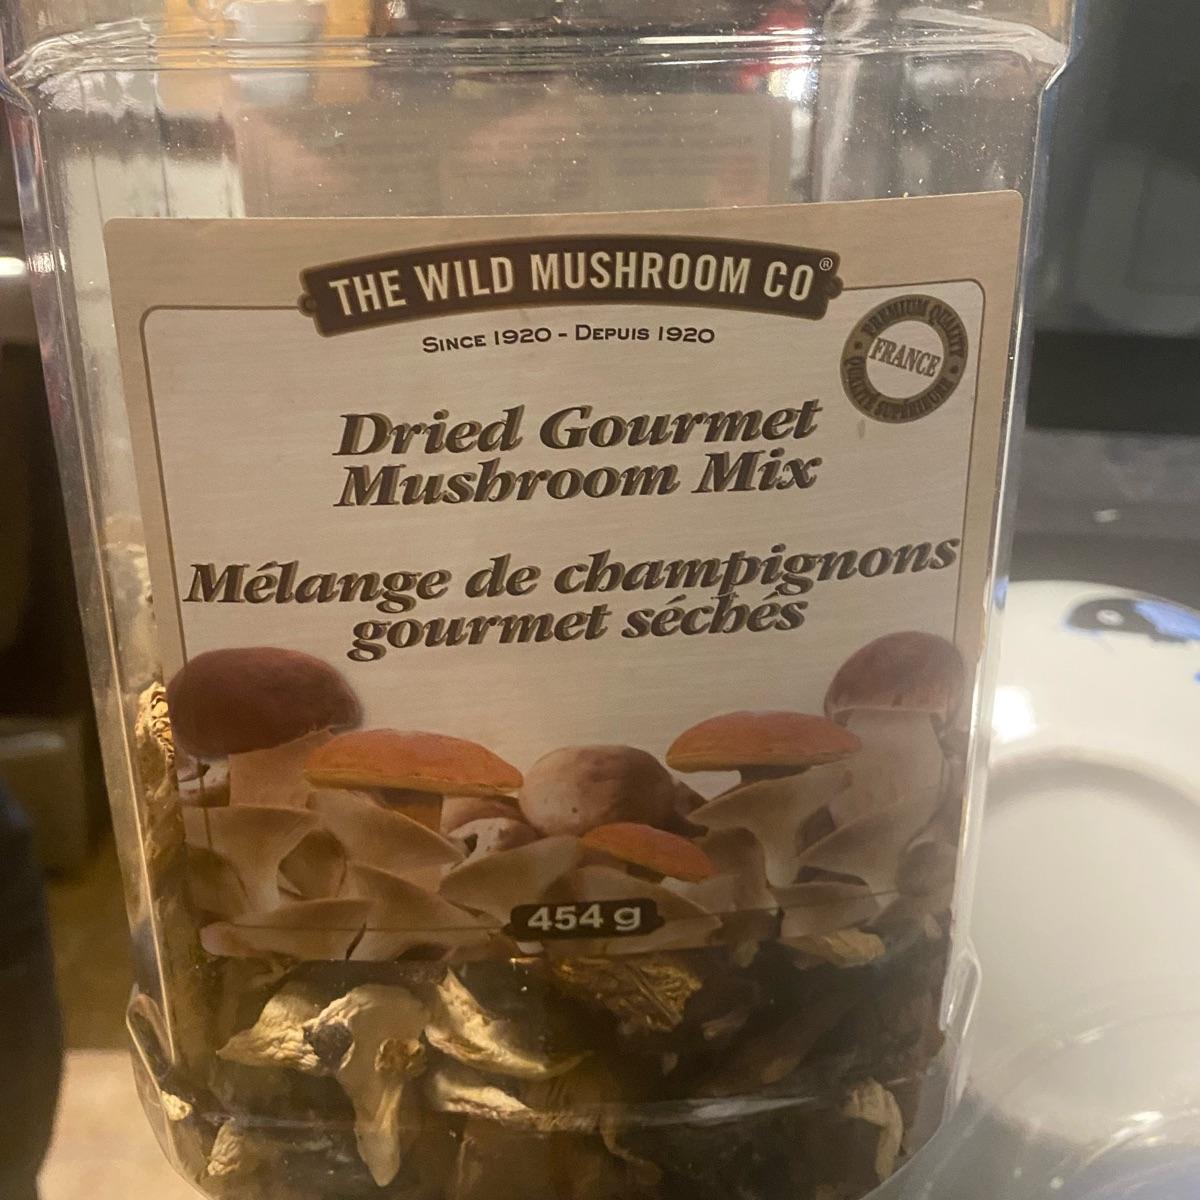 THE WILD MUSHROOM CO®
SINCE 1920 - DEPUIS 1920
PREMIUM QUALITY
FRANCE
QUALITÉ SUPÉRIEURE
Dried Gourmet
Mushroom Mix
Mélange de champignons
gourmet séchés
454 g